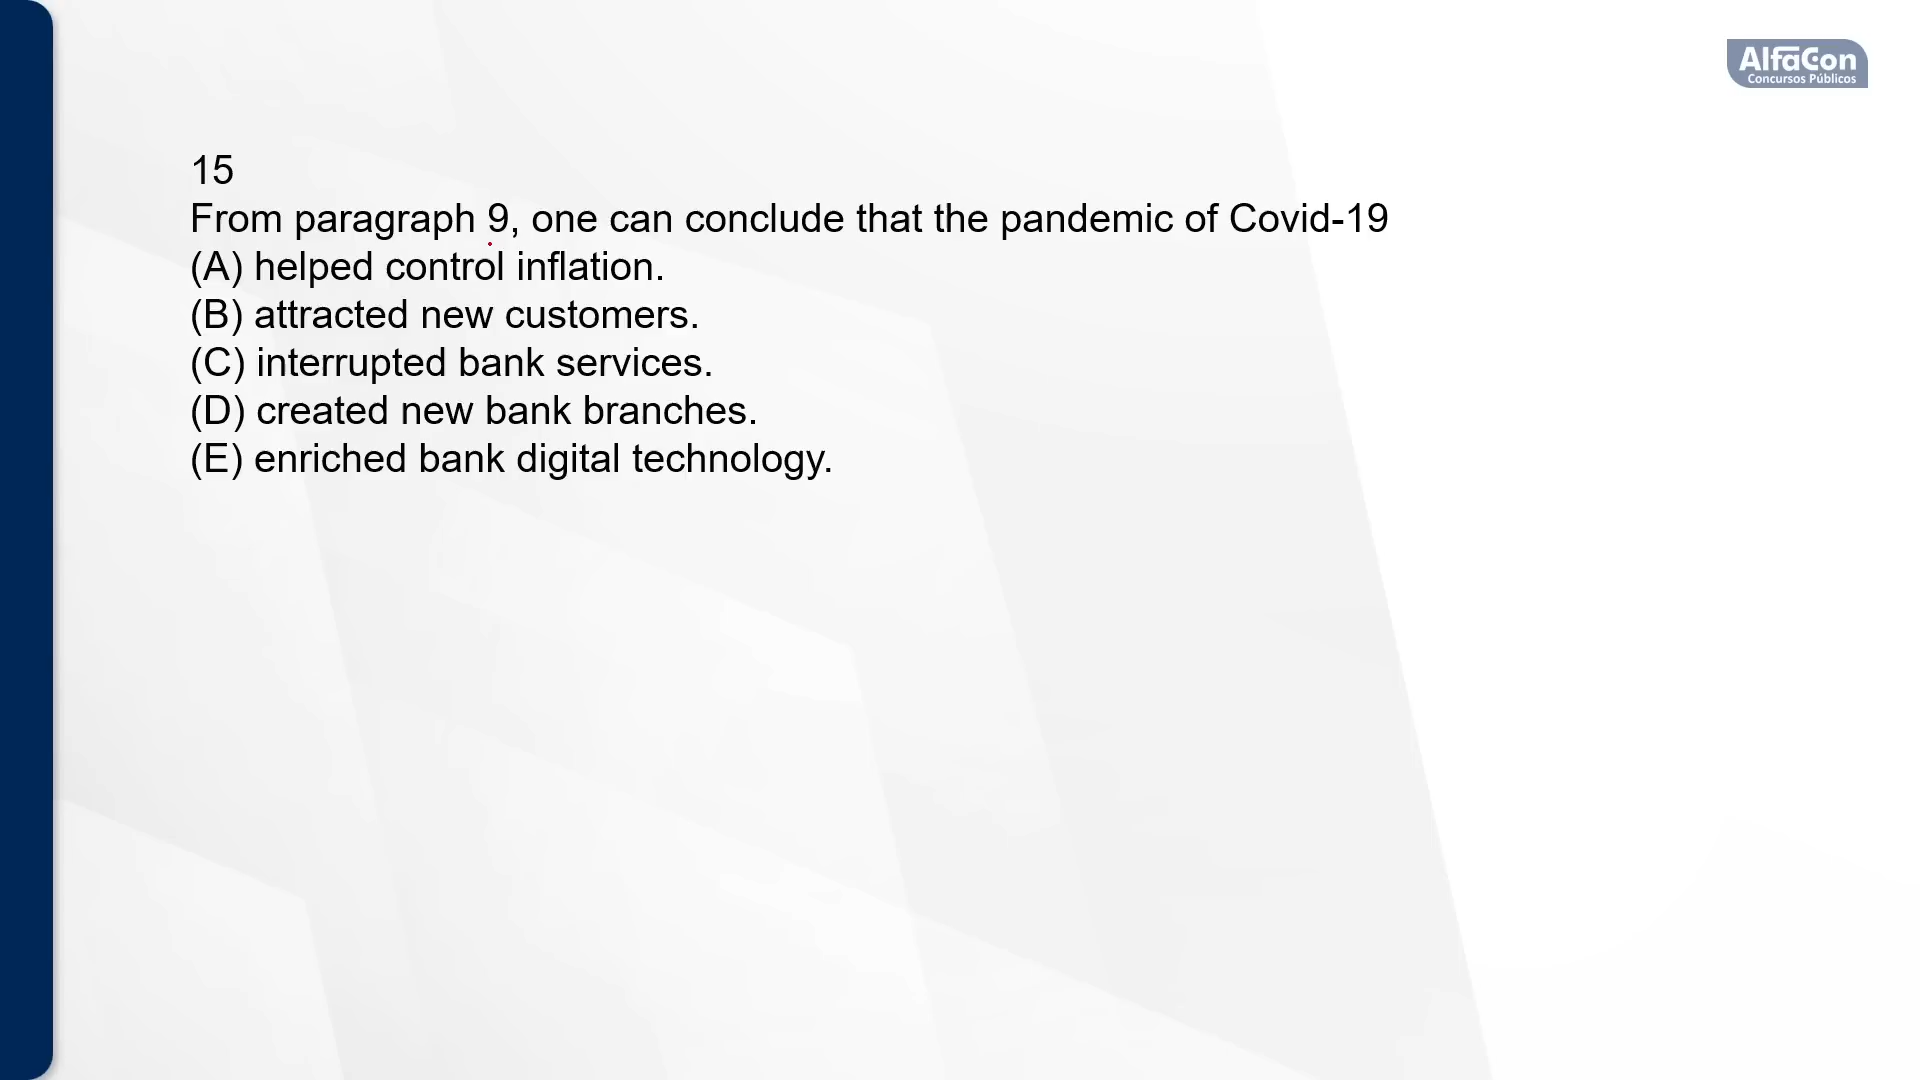 AlfaCon
Concursos Públicos
15
From paragraph 9, one can conclude that the pandemic of Covid-19
(A) helped control inflation.
(B) attracted new customers.
(C) interrupted bank services.
(D) created new bank branches.
(E) enriched bank digital technology.